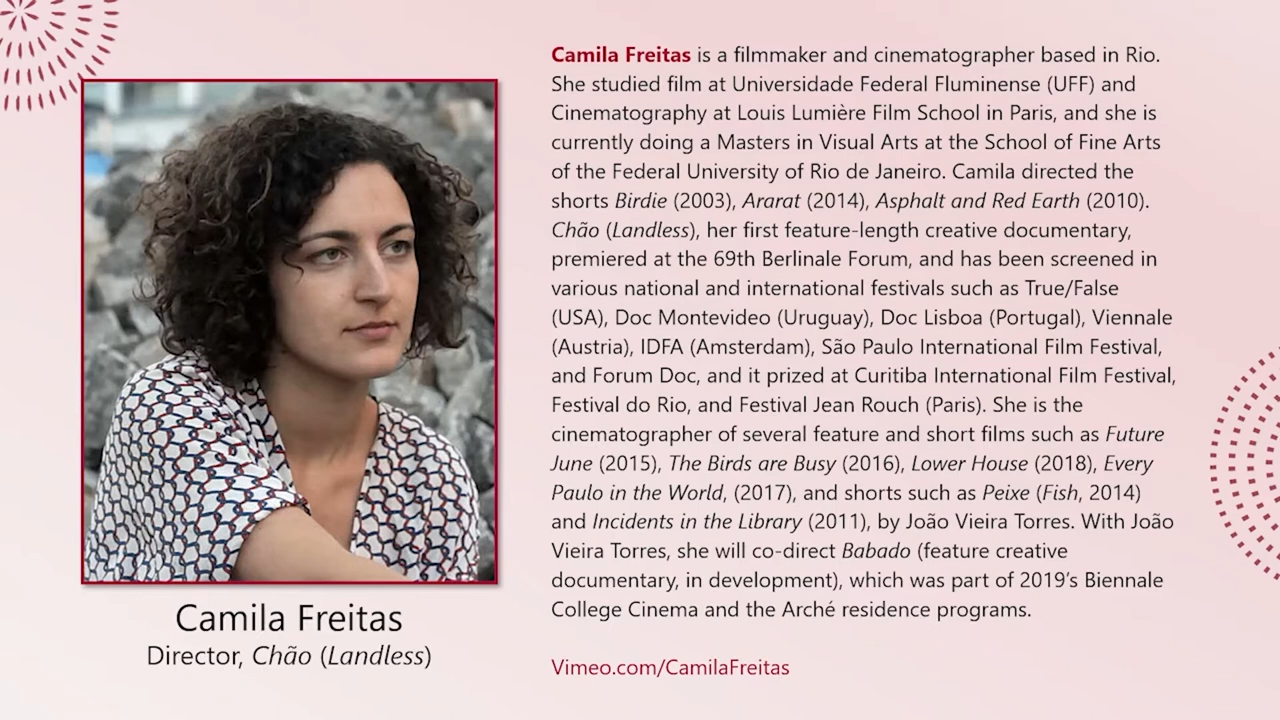 Camila Freitas is a filmmaker and cinematographer based in Rio.
She studied film at Universidade Federal Fluminense (UFF) and
Cinematography at Louis Lumière Film School in Paris, and she is
currently doing a Masters in Visual Arts at the School of Fine Arts
of the Federal University of Rio de Janeiro. Camila directed the
shorts Birdie (2003), Ararat (2014), Asphalt and Red Earth (2010).
Chão (Landless), her first feature-length creative documentary,
premiered at the 69th Berlinale Forum, and has been screened in
various national and international festivals such as True/False
(USA), Doc Montevideo (Uruguay), Doc Lisboa (Portugal), Viennale
(Austria), IDFA (Amsterdam), São Paulo International Film Festival,
and Forum Doc, and it prized at Curitiba International Film Festival,
Festival do Rio, and Festival Jean Rouch (Paris). She is the
cinematographer of several feature and short films such as Future
June (2015), The Birds are Busy (2016), Lower House (2018), Every
Paulo in the World, (2017), and shorts such as Peixe (Fish, 2014)
and Incidents in the Library (2011), by João Vieira Torres. With João
Vieira Torres, she will co-direct Babado (feature creative
documentary, in development), which was part of 2019's Biennale
College Cinema and the Arché residence programs.
Vimeo.com/CamilaFreitas
Camila Freitas
Director, Chão (Landless)